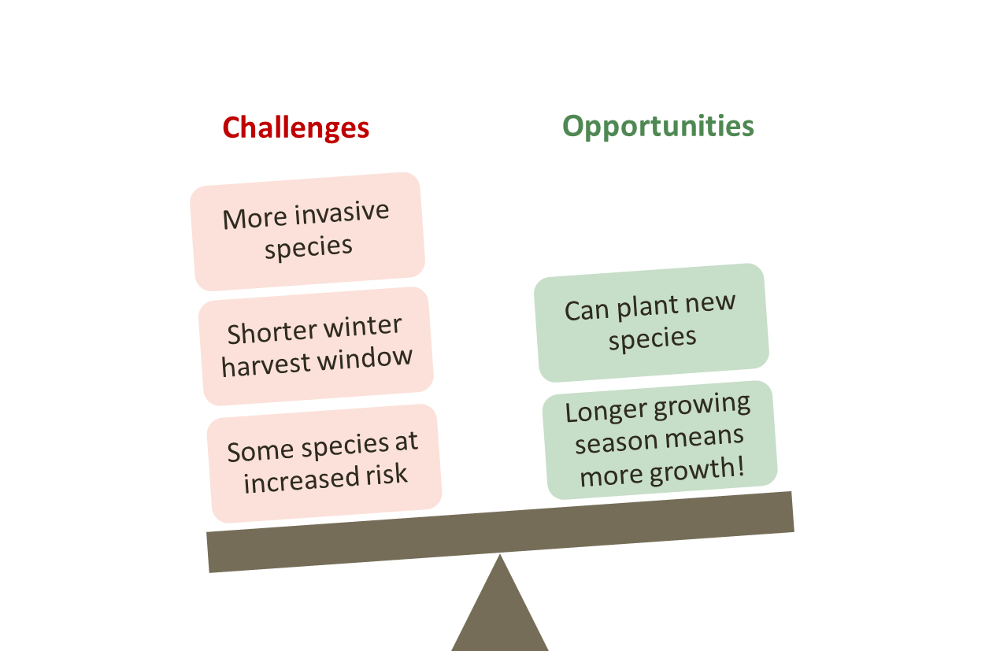 Challenges
More invasive
species
Shorter winter
harvest window
Some species at
increased risk
Opportunities
Can plant new
species
Longer growing
season means
more growth!